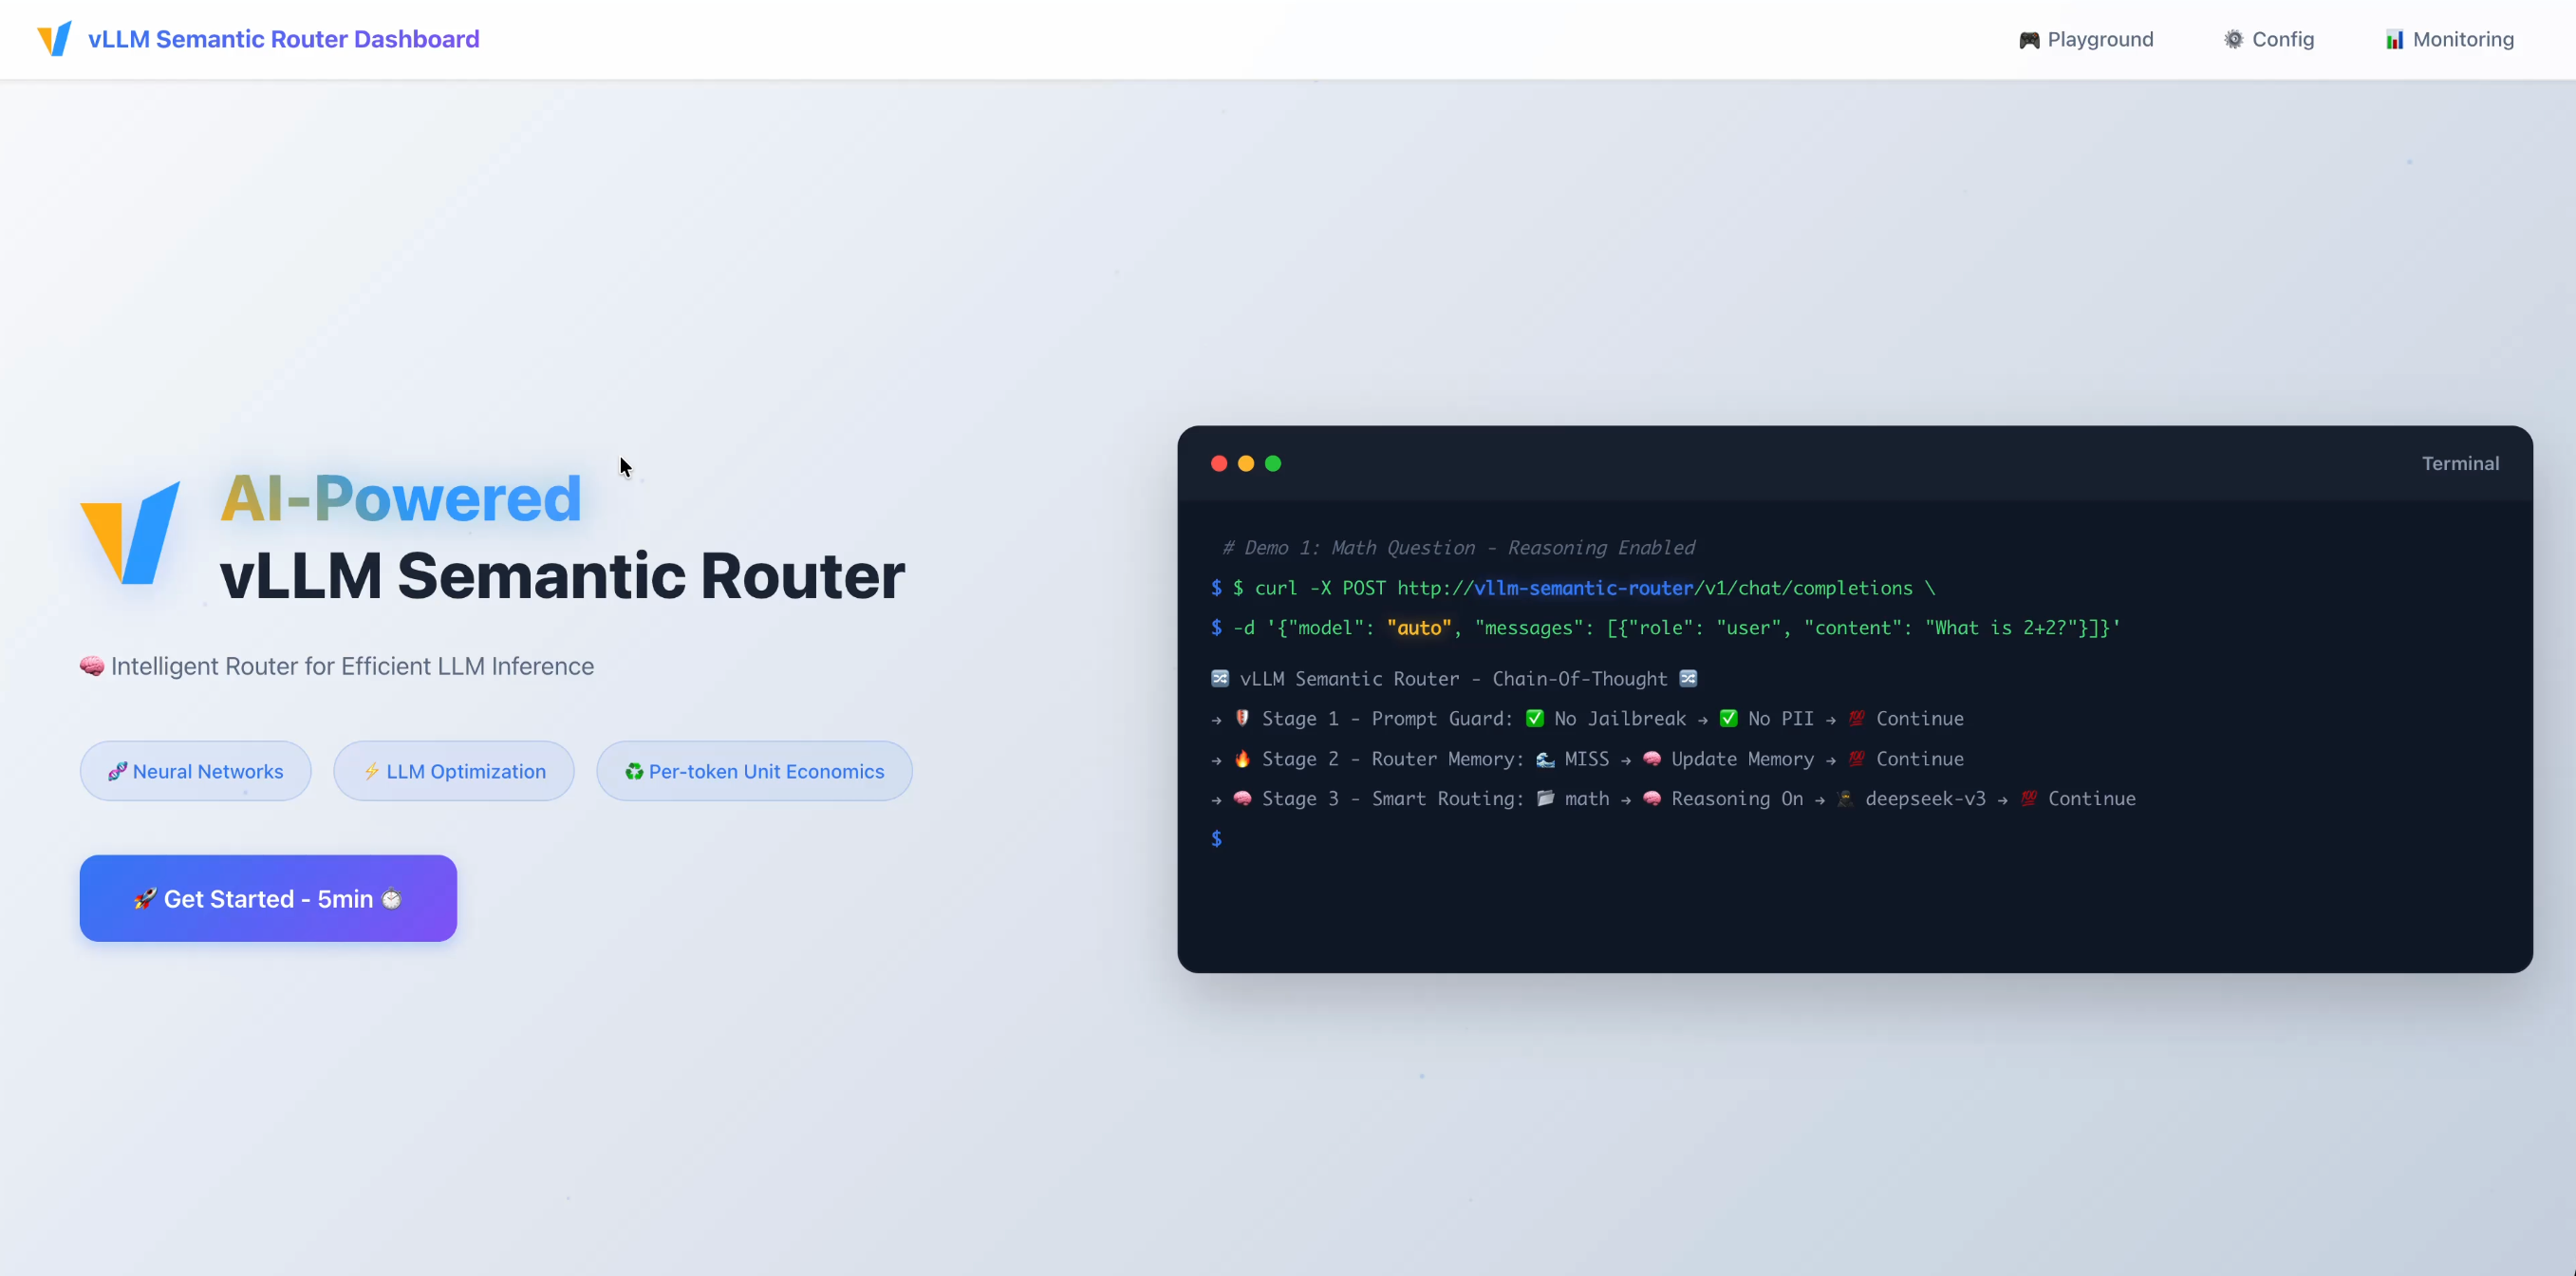 vLLM Semantic Router Dashboard
🎮 Playground
⚙️ Config
📊 Monitoring
AI-Powered
vLLM Semantic Router
🧠 Intelligent Router for Efficient LLM Inference
🧬 Neural Networks
⚡ LLM Optimization
♻️ Per-token Unit Economics
🚀 Get Started - 5min ⏱️
Terminal
# Demo 1: Math Question - Reasoning Enabled
$ $ curl -X POST http://vllm-semantic-router/v1/chat/completions \
$ -d '{"model": "auto", "messages": [{"role": "user", "content": "What is 2+2?"}]}'
🔀 vLLM Semantic Router - Chain-Of-Thought 🔀
→ 🛡️ Stage 1 - Prompt Guard: ✅ No Jailbreak → ✅ No PII → 💯 Continue
→ 🔥 Stage 2 - Router Memory: 🌊 MISS → 🧠 Update Memory → 💯 Continue
→ 🧠 Stage 3 - Smart Routing: 📂 math → 🧠 Reasoning On → 🥷 deepseek-v3 → 💯 Continue
$